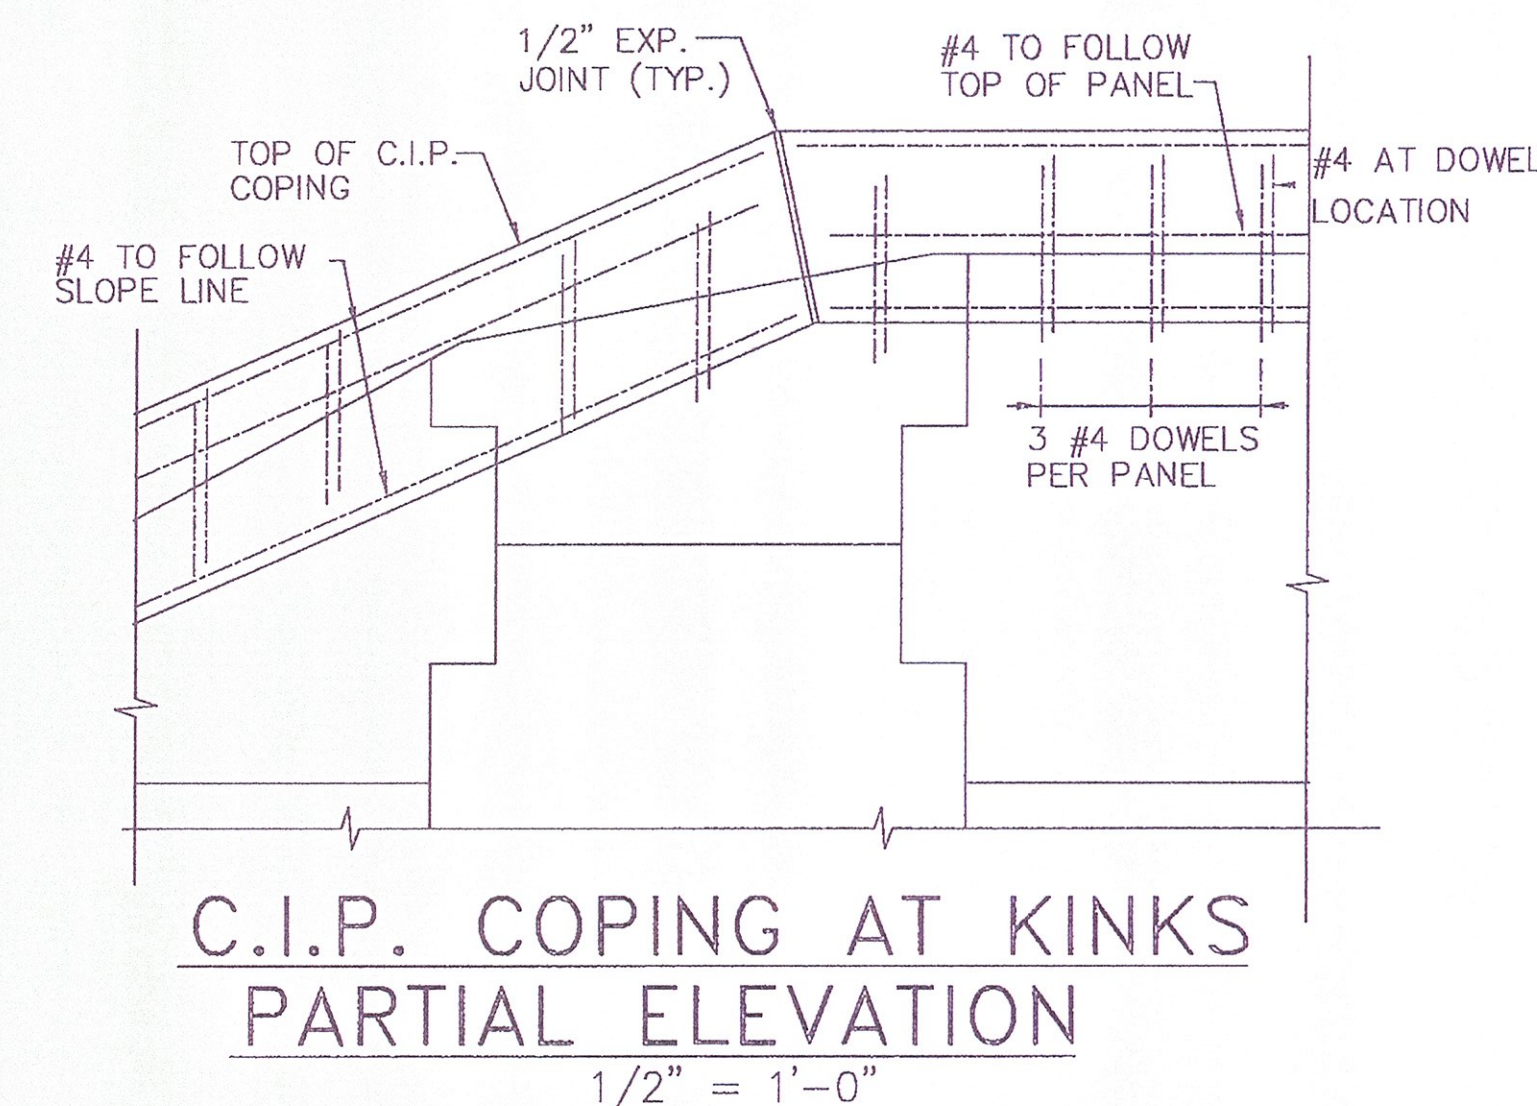 1/2" EXP.
JOINT (TYP.)
#4 TO FOLLOW
TOP OF PANEL
TOP OF C.I.P.
COPING
#4 AT DOWEL
LOCATION
#4 TO FOLLOW
SLOPE LINE
3 #4 DOWELS
PER PANEL
C.I.P. COPING AT KINKS
PARTIAL ELEVATION
1/2" = 1'-0"